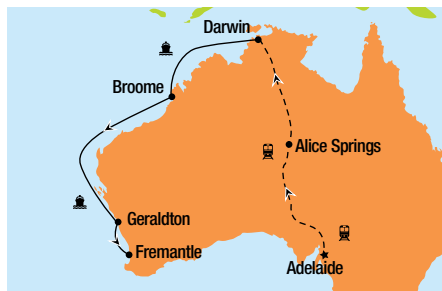 Darwin
Broome
Alice Springs
Geraldton
Fremantle
Adelaide